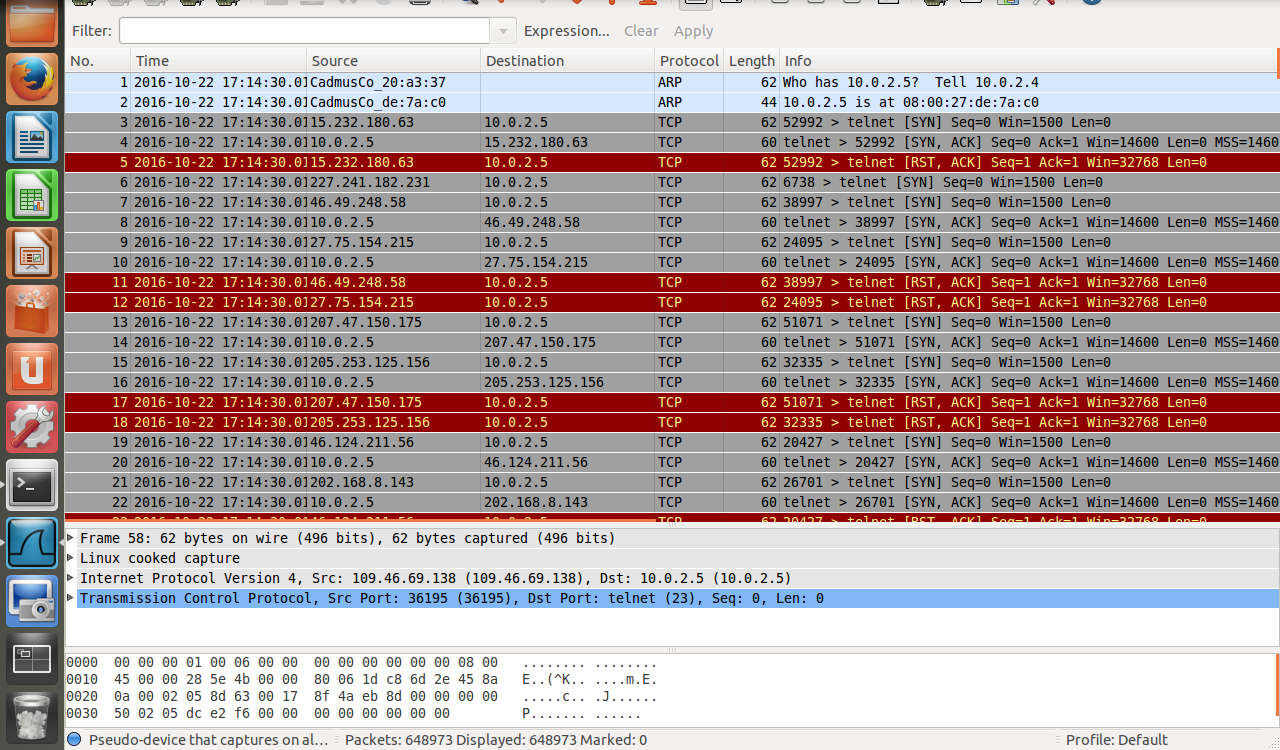 Filter: Expression... Clear Apply
No. Time Source Destination Protocol Length Info
1 2016-10-22 17:14:30.01 CadmusCo_20:a3:37 ARP 62 Who has 10.0.2.5?  Tell 10.0.2.4
2 2016-10-22 17:14:30.01 CadmusCo_de:7a:c0 ARP 44 10.0.2.5 is at 08:00:27:de:7a:c0
3 2016-10-22 17:14:30.01 15.232.180.63 10.0.2.5 TCP 62 52992 > telnet [SYN] Seq=0 Win=1500 Len=0
4 2016-10-22 17:14:30.01 10.0.2.5 15.232.180.63 TCP 60 telnet > 52992 [SYN, ACK] Seq=0 Ack=1 Win=14600 Len=0 MSS=1460
5 2016-10-22 17:14:30.01 15.232.180.63 10.0.2.5 TCP 62 52992 > telnet [RST, ACK] Seq=1 Ack=1 Win=32768 Len=0
6 2016-10-22 17:14:30.01 227.241.182.231 10.0.2.5 TCP 62 6738 > telnet [SYN] Seq=0 Win=1500 Len=0
7 2016-10-22 17:14:30.01 46.49.248.58 10.0.2.5 TCP 62 38997 > telnet [SYN] Seq=0 Win=1500 Len=0
8 2016-10-22 17:14:30.01 10.0.2.5 46.49.248.58 TCP 60 telnet > 38997 [SYN, ACK] Seq=0 Ack=1 Win=14600 Len=0 MSS=1460
9 2016-10-22 17:14:30.01 27.75.154.215 10.0.2.5 TCP 62 24095 > telnet [SYN] Seq=0 Win=1500 Len=0
10 2016-10-22 17:14:30.01 10.0.2.5 27.75.154.215 TCP 60 telnet > 24095 [SYN, ACK] Seq=0 Ack=1 Win=14600 Len=0 MSS=1460
11 2016-10-22 17:14:30.01 46.49.248.58 10.0.2.5 TCP 62 38997 > telnet [RST, ACK] Seq=1 Ack=1 Win=32768 Len=0
12 2016-10-22 17:14:30.01 27.75.154.215 10.0.2.5 TCP 62 24095 > telnet [RST, ACK] Seq=1 Ack=1 Win=32768 Len=0
13 2016-10-22 17:14:30.01 207.47.150.175 10.0.2.5 TCP 62 51071 > telnet [SYN] Seq=0 Win=1500 Len=0
14 2016-10-22 17:14:30.01 10.0.2.5 207.47.150.175 TCP 60 telnet > 51071 [SYN, ACK] Seq=0 Ack=1 Win=14600 Len=0 MSS=1460
15 2016-10-22 17:14:30.01 205.253.125.156 10.0.2.5 TCP 62 32335 > telnet [SYN] Seq=0 Win=1500 Len=0
16 2016-10-22 17:14:30.01 10.0.2.5 205.253.125.156 TCP 60 telnet > 32335 [SYN, ACK] Seq=0 Ack=1 Win=14600 Len=0 MSS=1460
17 2016-10-22 17:14:30.01 207.47.150.175 10.0.2.5 TCP 62 51071 > telnet [RST, ACK] Seq=1 Ack=1 Win=32768 Len=0
18 2016-10-22 17:14:30.01 205.253.125.156 10.0.2.5 TCP 62 32335 > telnet [RST, ACK] Seq=1 Ack=1 Win=32768 Len=0
19 2016-10-22 17:14:30.01 46.124.211.56 10.0.2.5 TCP 62 20427 > telnet [SYN] Seq=0 Win=1500 Len=0
20 2016-10-22 17:14:30.01 10.0.2.5 46.124.211.56 TCP 60 telnet > 20427 [SYN, ACK] Seq=0 Ack=1 Win=14600 Len=0 MSS=1460
21 2016-10-22 17:14:30.01 202.168.8.143 10.0.2.5 TCP 62 26701 > telnet [SYN] Seq=0 Win=1500 Len=0
22 2016-10-22 17:14:30.01 10.0.2.5 202.168.8.143 TCP 60 telnet > 26701 [SYN, ACK] Seq=0 Ack=1 Win=14600 Len=0 MSS=1460
TCP 62 20427 > telnet [RST, ACK] Seq=1 Ack=1 Win=32768 Len=0
Frame 58: 62 bytes on wire (496 bits), 62 bytes captured (496 bits)
Linux cooked capture
Internet Protocol Version 4, Src: 109.46.69.138 (109.46.69.138), Dst: 10.0.2.5 (10.0.2.5)
Transmission Control Protocol, Src Port: 36195 (36195), Dst Port: telnet (23), Seq: 0, Len: 0
0000  00 00 00 01 00 06 00 00  00 00 00 00 00 00 08 00   ........ ........
0010  45 00 00 28 5e 4b 00 00  80 06 1d c8 6d 2e 45 8a   E..(^K.. ....m.E.
0020  0a 00 02 05 8d 63 00 17  8f 4a eb 8d 00 00 00 00   .....c.. .J......
0030  50 02 05 dc e2 f6 00 00  00 00 00 00 00 00   P....... ......
Pseudo-device that captures on al... Packets: 648973 Displayed: 648973 Marked: 0 Profile: Default